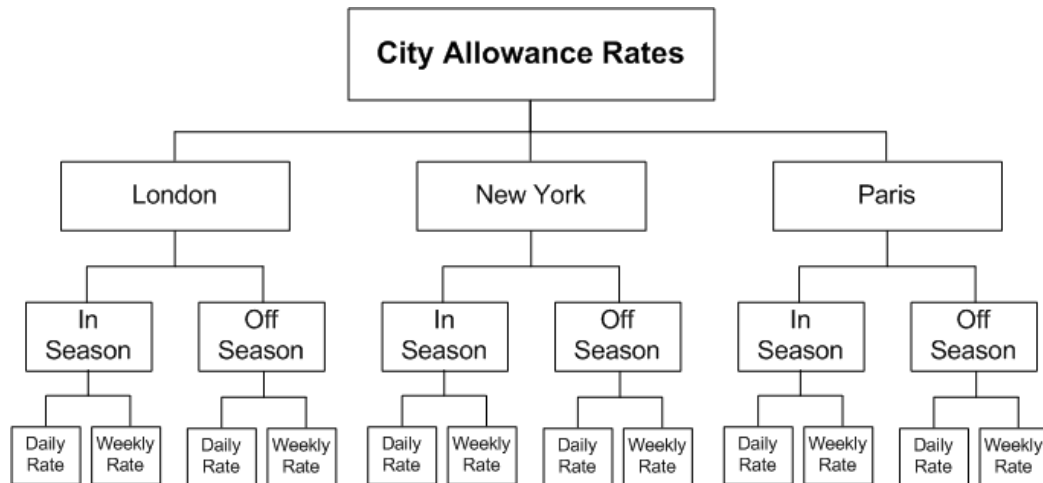 City Allowance Rates
London
New York
Paris
In
Season
Off
Season
In
Season
Off
Season
In
Season
Off
Season
Daily
Rate
Weekly
Rate
Daily
Rate
Weekly
Rate
Daily
Rate
Weekly
Rate
Daily
Rate
Weekly
Rate
Daily
Rate
Weekly
Rate
Daily
Rate
Weekly
Rate